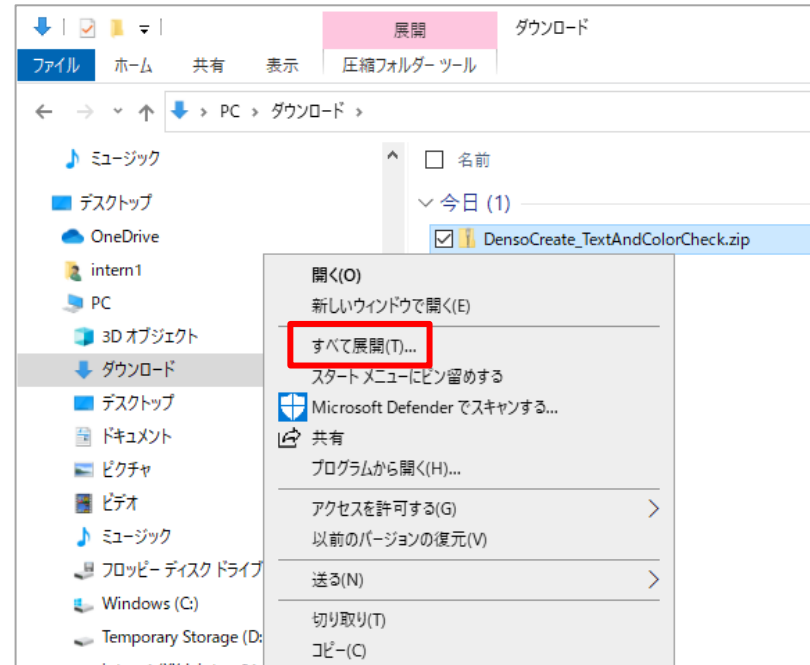 展開
ダウンロード
ファイル
ホーム
共有
表示
圧縮フォルダー ツール
PC
ダウンロード
ミュージック
デスクトップ
OneDrive
intern1
PC
3D オブジェクト
ダウンロード
デスクトップ
ドキュメント
ピクチャ
ビデオ
ミュージック
フロッピー ディスク ドライブ
Windows (C:)
Temporary Storage (D:
名前
今日 (1)
DensoCreate_TextAndColorCheck.zip
開く(O)
新しいウィンドウで開く(E)
すべて展開(T)...
スタート メニューにピン留めする
Microsoft Defender でスキャンする...
共有
プログラムから開く(H)...
アクセスを許可する(G)
以前のバージョンの復元(V)
送る(N)
切り取り(T)
コピー(C)